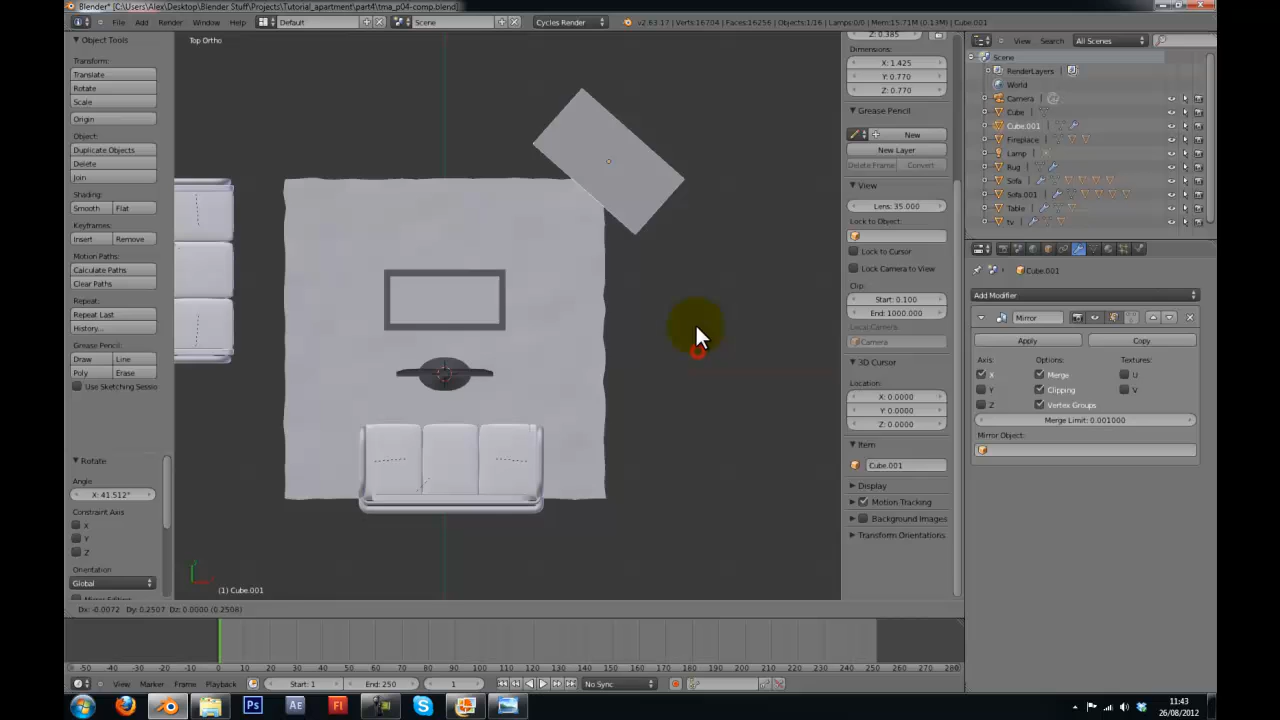 Blender* [C:\Users\Alex\Desktop\Blender Stuff\Projects\Tutorial_apartment\part4\tma_p04-comp.blend]
File Add Render Window Help Default Scene Cycles Render v2.63.17 | Verts:16704 | Faces:16256 | Objects:1/16 | Lamps:0/0 | Mem:15.71M (0.13M) | Cube.001
Object Tools
Transform:
Translate
Rotate
Scale
Origin
Object:
Duplicate Objects
Delete
Join
Shading:
Smooth Flat
Keyframes:
Insert Remove
Motion Paths:
Calculate Paths
Clear Paths
Repeat:
Repeat Last
History...
Grease Pencil:
Draw Line
Poly Erase
Use Sketching Sessio
Rotate
Angle
X: 41.512°
Constraint Axis
X
Y
Z
Orientation
Global
Top Ortho
(1) Cube.001
Dx: -0.0072 Dy: 0.2507 Dz: 0.0000 (0.2508)
Z: 0.385
Dimensions:
X: 1.425
Y: 0.770
Z: 0.770
Grease Pencil
New
New Layer
Delete Frame Convert
View
Lens: 35.000
Lock to Object:
Lock to Cursor
Lock Camera to View
Clip:
Start: 0.100
End: 1000.000
Local Camera:
Camera
3D Cursor
Location:
X: 0.0000
Y: 0.0000
Z: 0.0000
Item
Cube.001
Display
Motion Tracking
Background Images
Transform Orientations
View Search All Scenes
Scene
RenderLayers
World
Camera
Cube
Cube.001
Fireplace
Lamp
Rug
Sofa
Sofa.001
Table
tv
Cube.001
Add Modifier
Mirror
Apply Copy
Axis: Options: Textures:
X Merge U
Y Clipping V
Z Vertex Groups
Merge Limit: 0.001000
Mirror Object:
-50 -40 -30 -20 -10 0 10 20 30 40 50 60 70 80 90 100 110 120 130 140 150 160 170 180 190 200 210 220 230 240 250 260 270 280
View Marker Frame Playback Start: 1 End: 250 1 No Sync
Ps Ae Fl
11:43
26/08/2012